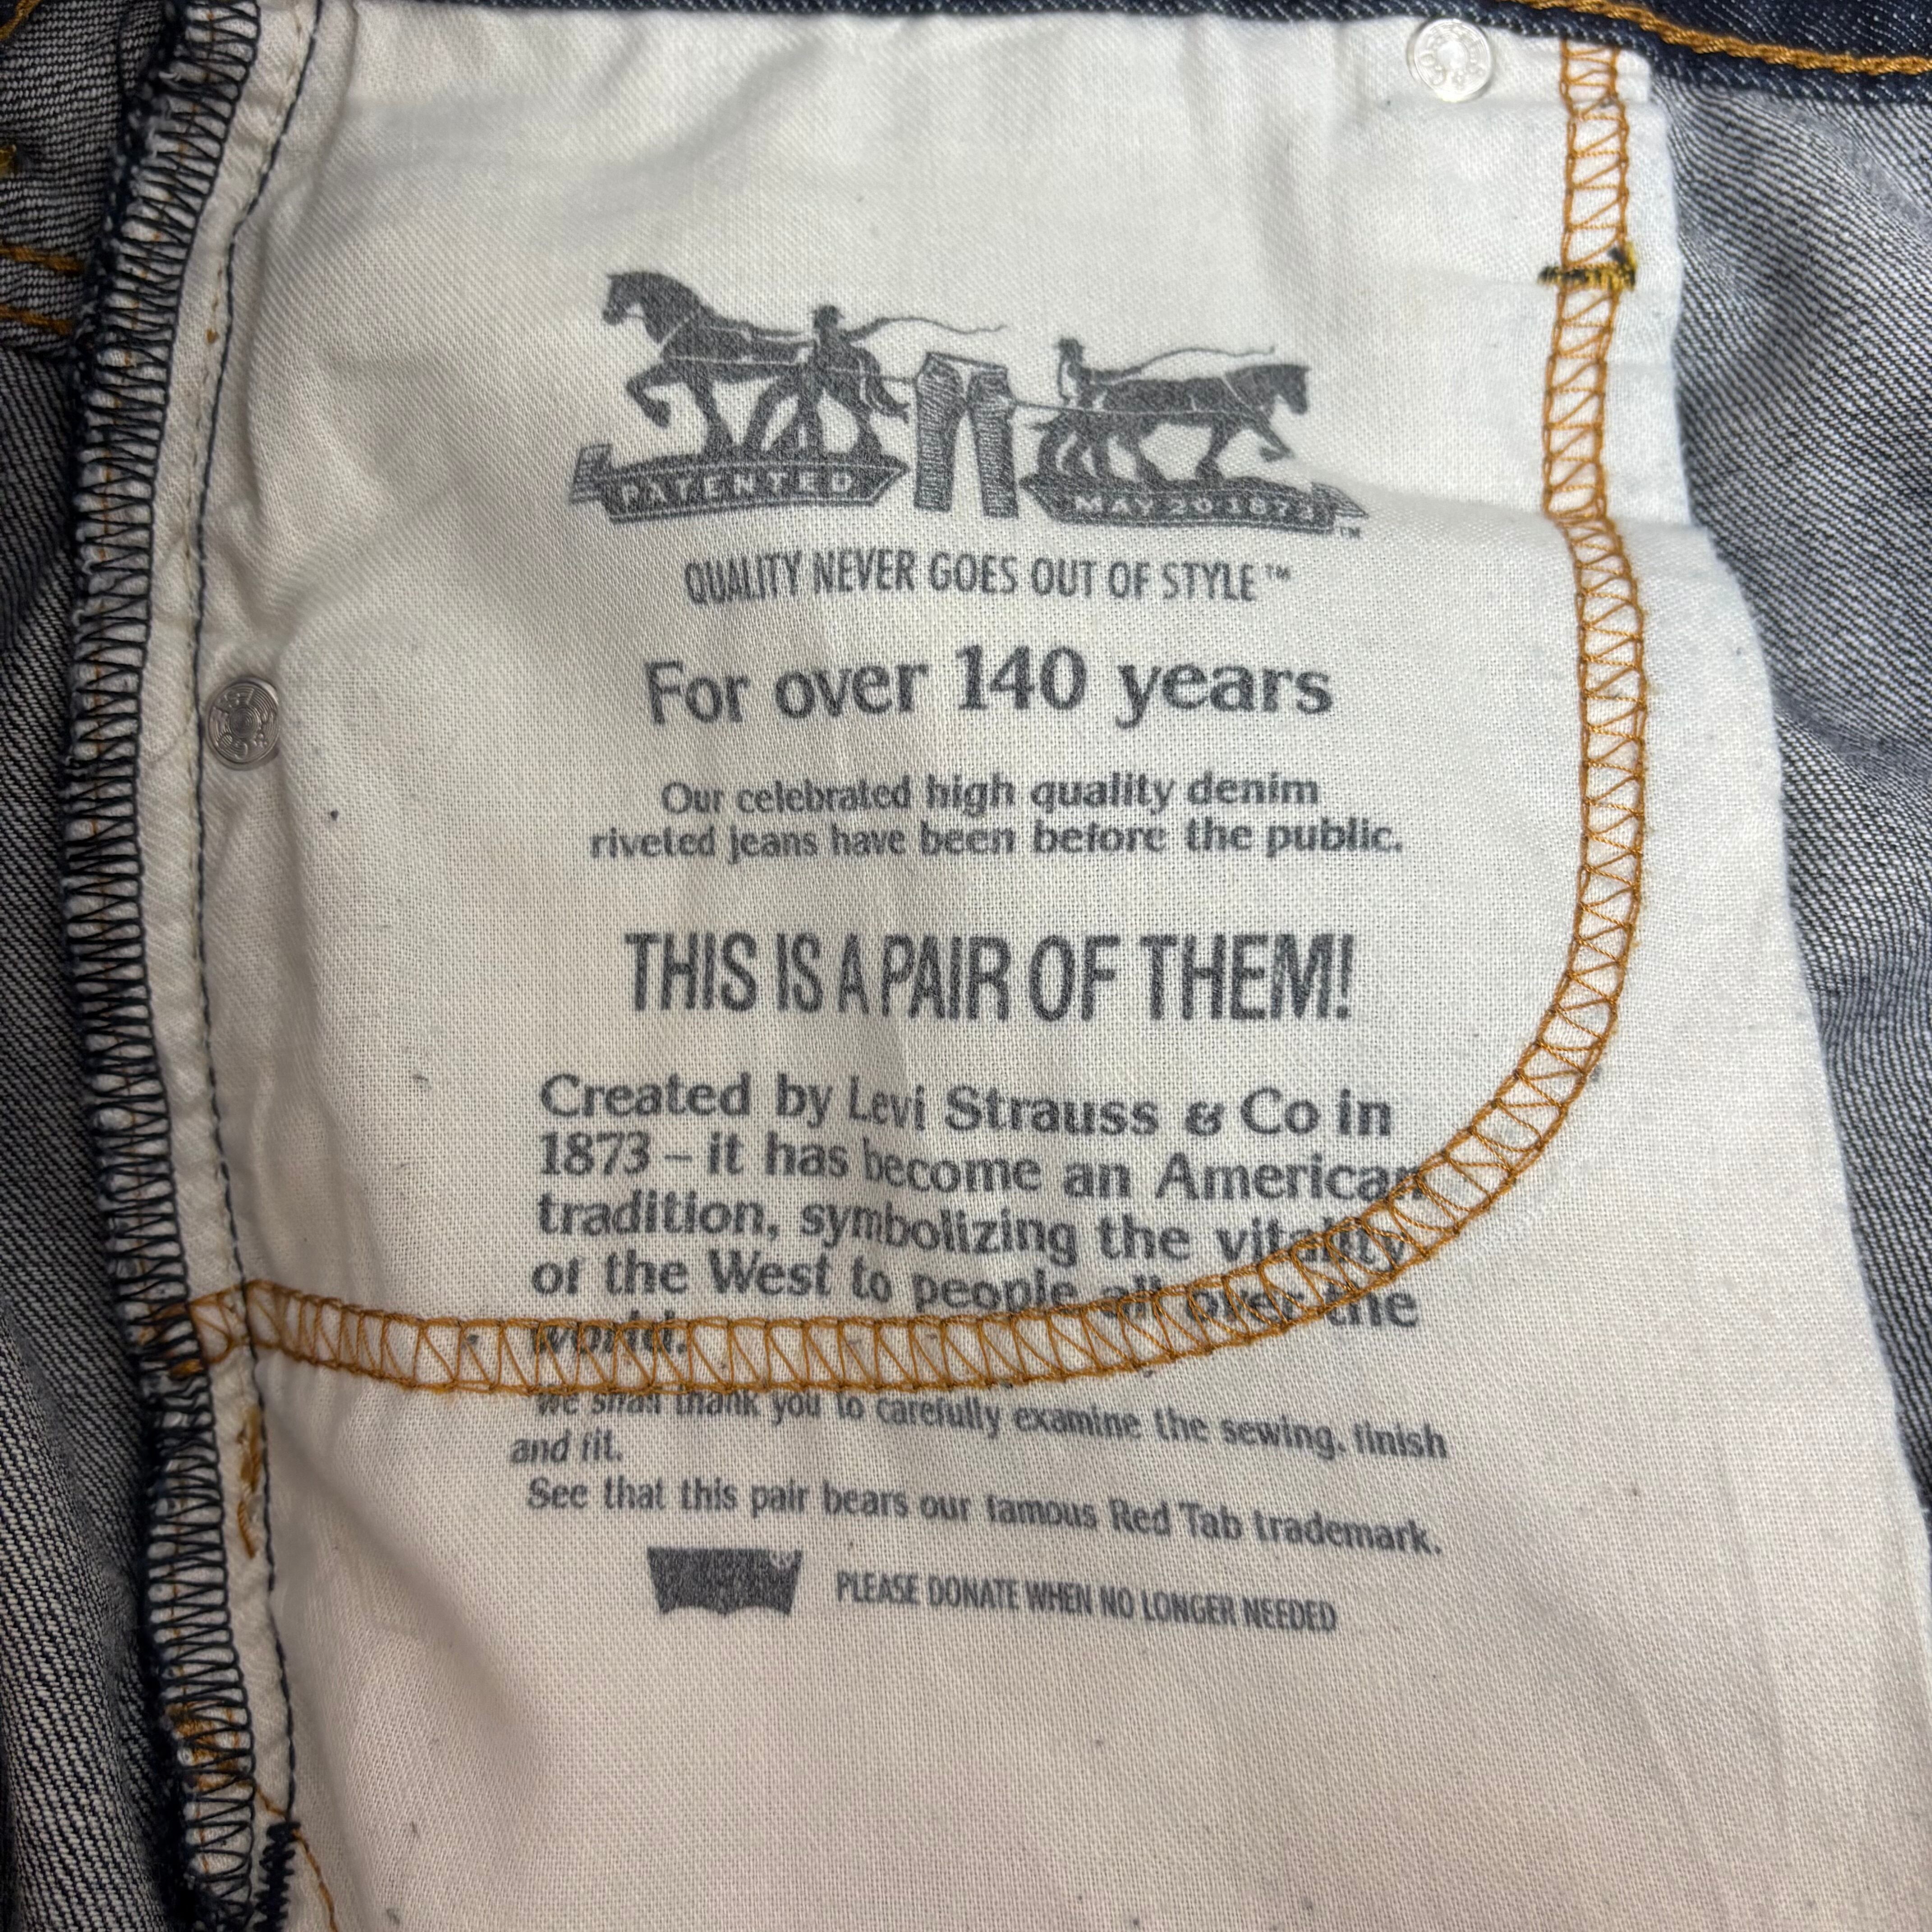 PATENTED
MAY 20 1873 ™
QUALITY NEVER GOES OUT OF STYLE™
For over 140 years
Our celebrated high quality denim
riveted jeans have been before the public.
THIS IS A PAIR OF THEM!
Created by Levi Strauss & Co in
1873 – it has become an American
tradition, symbolizing the vitality
of the West to people all over the
world.
We shall thank you to carefully examine the sewing, finish
and fit.
See that this pair bears our famous Red Tab trademark.
PLEASE DONATE WHEN NO LONGER NEEDED